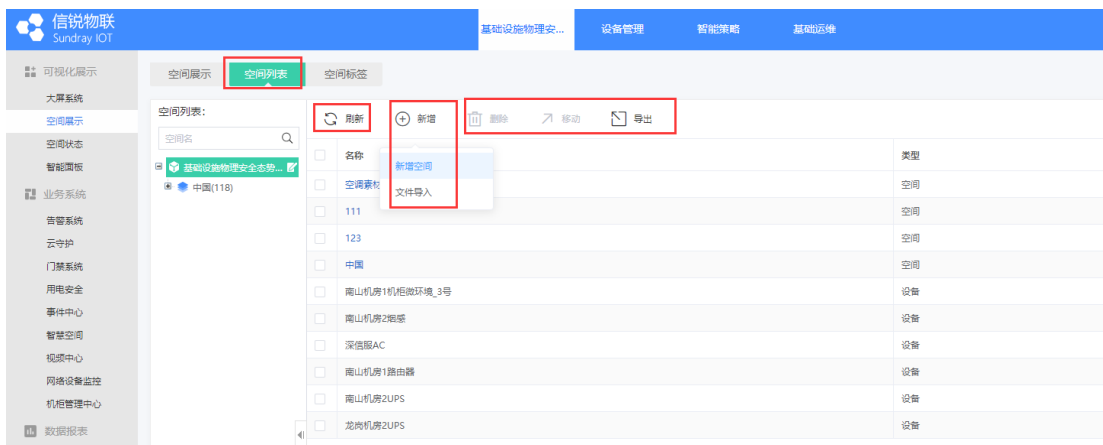 信锐物联
Sundray IOT
基础设施物理安...
设备管理
智能策略
基础运维
可视化展示
大屏系统
空间展示
空间状态
智能面板
业务系统
告警系统
云守护
门禁系统
用电安全
事件中心
智慧空间
视频中心
网络设备监控
机柜管理中心
数据报表
空间展示
空间列表
空间标签
空间列表:
空间名
基础设施物理安全态势...
中国(118)
刷新
新增
删除
移动
导出
新增空间
文件导入
名称
类型
空调素材
空间
111
空间
123
空间
中国
空间
南山机房1机柜微环境_3号
设备
南山机房2烟感
设备
深信服AC
设备
南山机房1路由器
设备
南山机房2UPS
设备
龙岗机房2UPS
设备